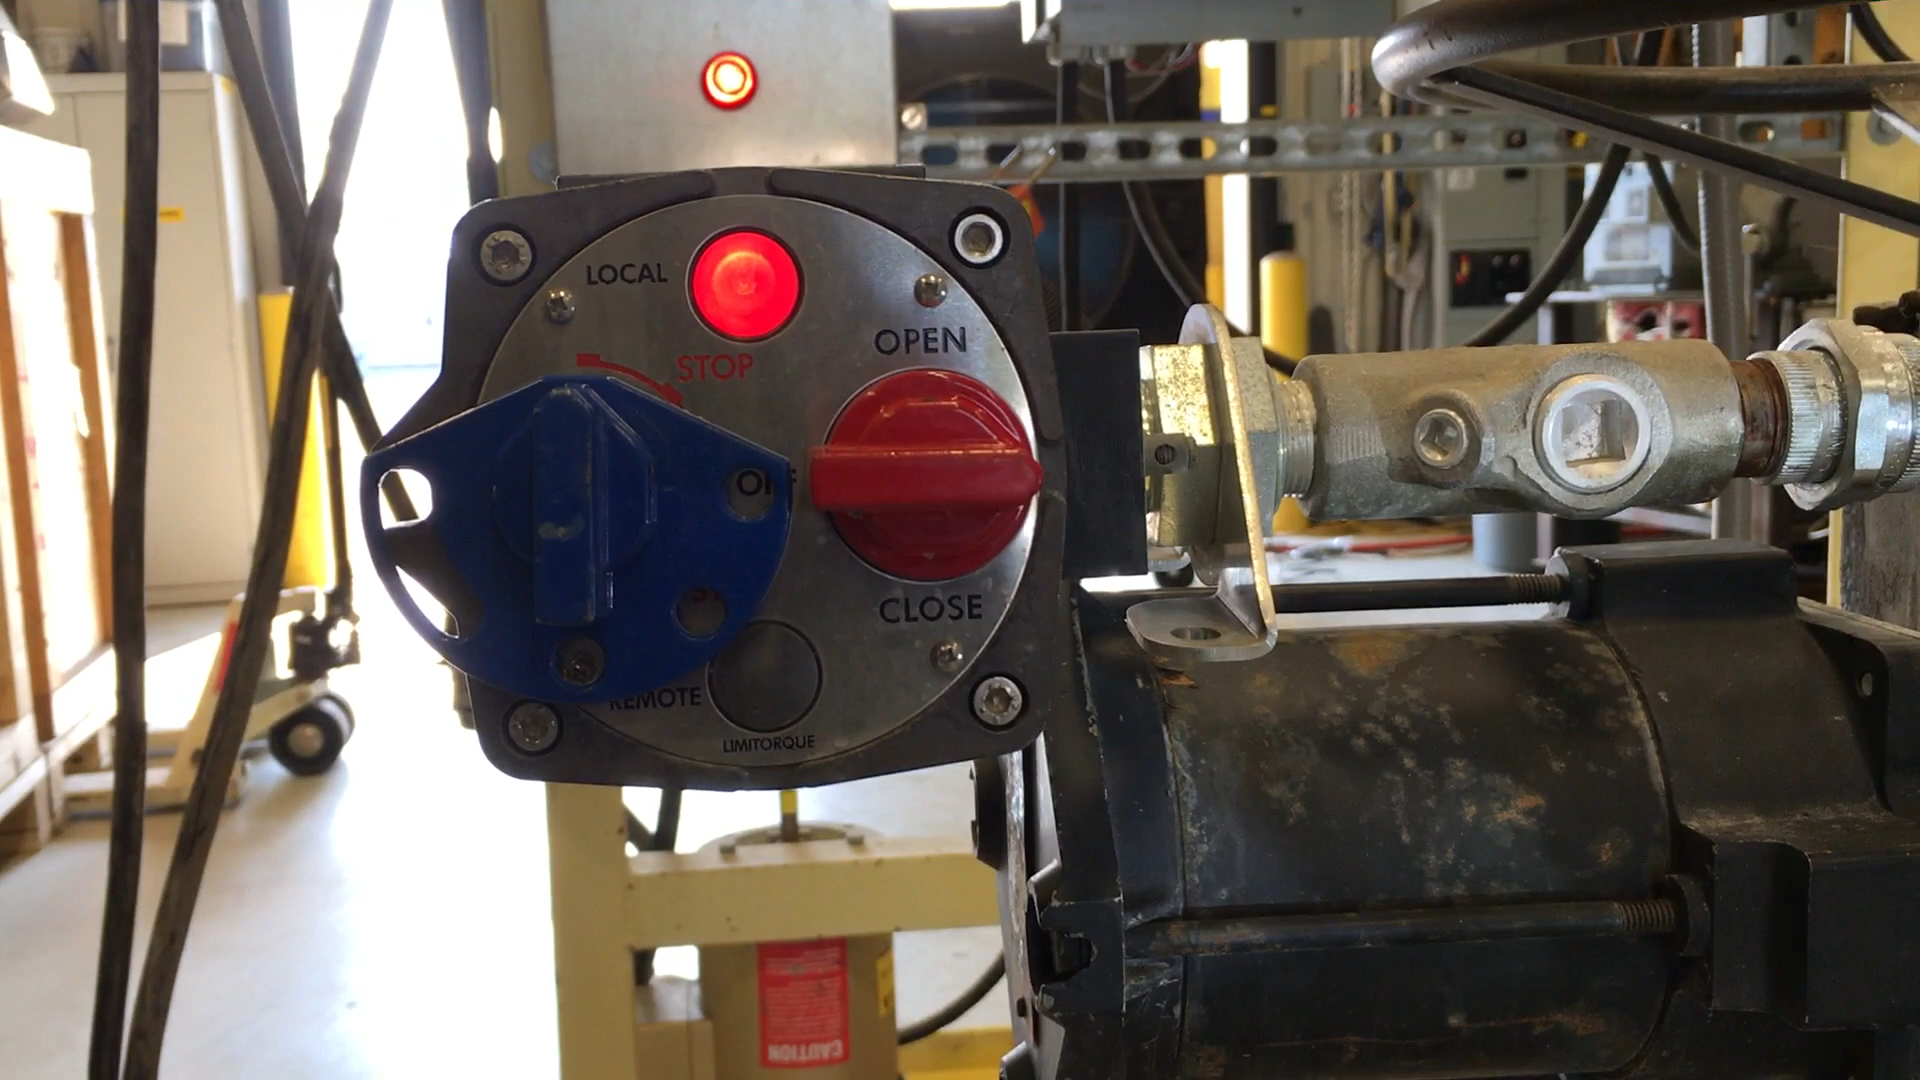 LOCAL
OPEN
STOP
CLOSE
REMOTE
LIMITORQUE
CAUTION